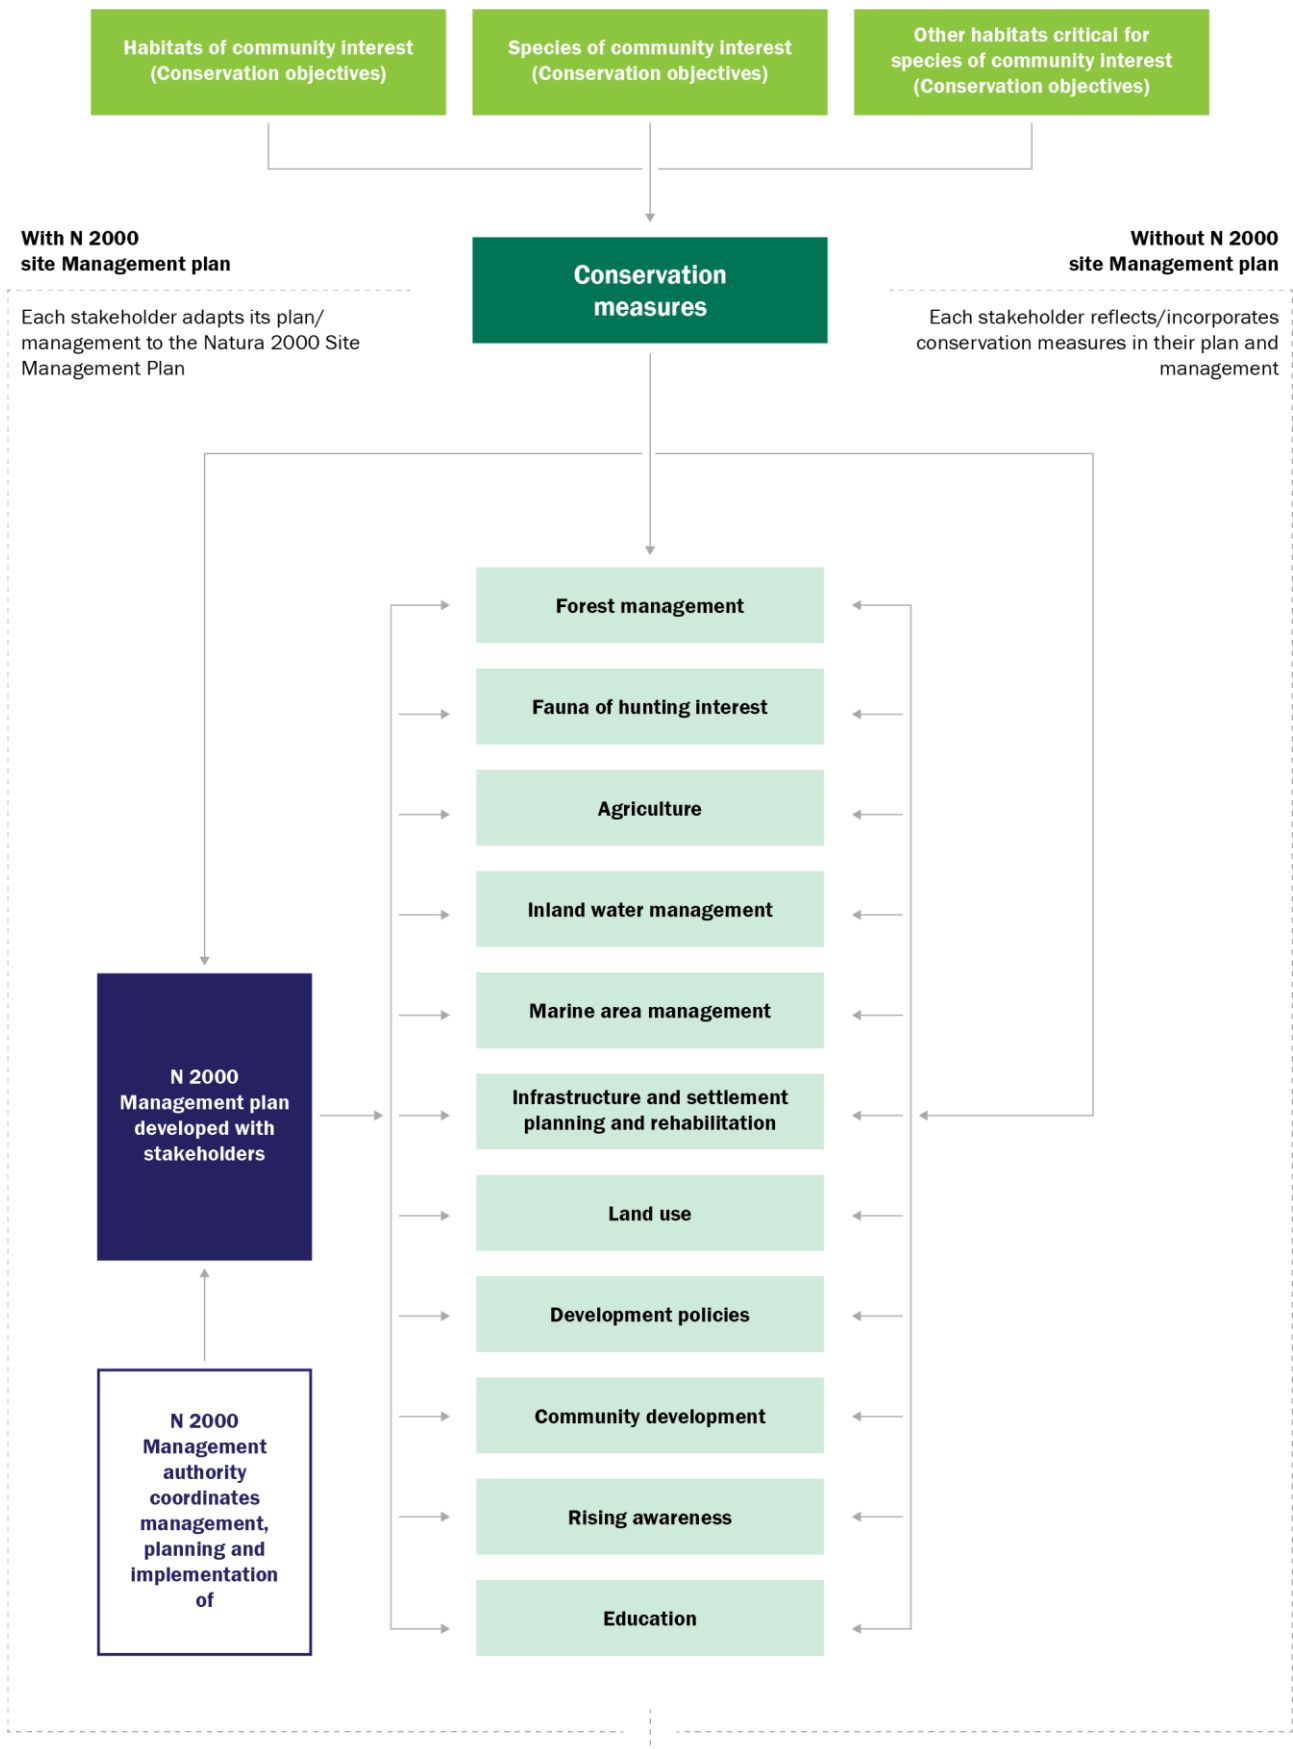 Habitats of community interest
(Conservation objectives)
Species of community interest
(Conservation objectives)
Other habitats critical for
species of community interest
(Conservation objectives)
With N 2000
site Management plan
Each stakeholder adapts its plan/
management to the Natura 2000 Site
Management Plan
Conservation
measures
Without N 2000
site Management plan
Each stakeholder reflects/incorporates
conservation measures in their plan and
management
Forest management
Fauna of hunting interest
Agriculture
Inland water management
Marine area management
Infrastructure and settlement
planning and rehabilitation
Land use
Development policies
Community development
Rising awareness
Education
N 2000
Management plan
developed with
stakeholders
N 2000
Management
authority
coordinates
management,
planning and
implementation
of